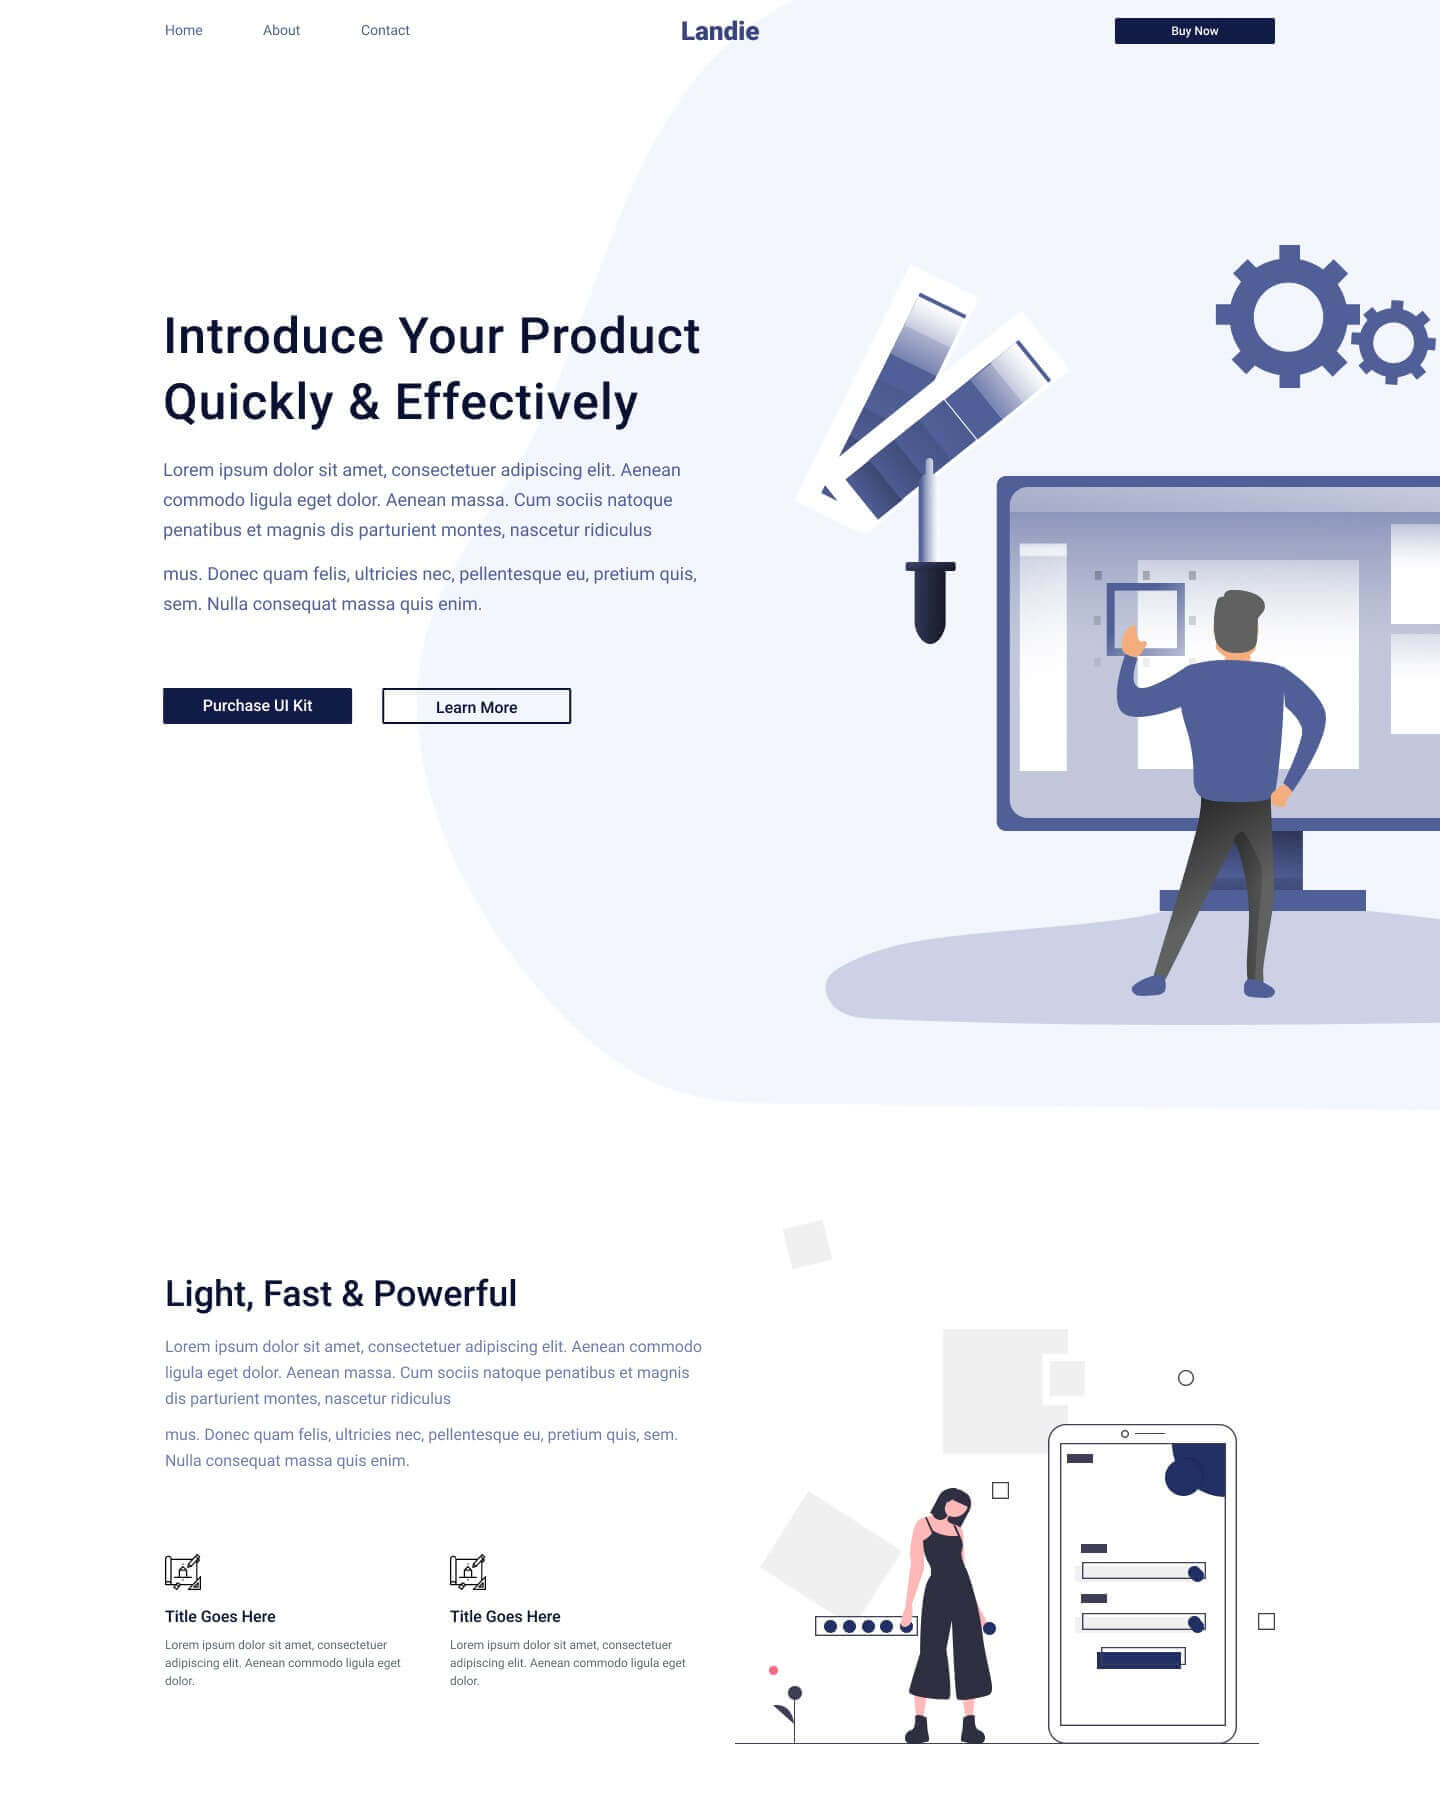 Home
About
Contact
Landie
Buy Now
Introduce Your Product
Quickly & Effectively
Lorem ipsum dolor sit amet, consectetuer adipiscing elit. Aenean
commodo ligula eget dolor. Aenean massa. Cum sociis natoque
penatibus et magnis dis parturient montes, nascetur ridiculus
mus. Donec quam felis, ultricies nec, pellentesque eu, pretium quis,
sem. Nulla consequat massa quis enim.
Purchase UI Kit
Learn More
Light, Fast & Powerful
Lorem ipsum dolor sit amet, consectetuer adipiscing elit. Aenean commodo
ligula eget dolor. Aenean massa. Cum sociis natoque penatibus et magnis
dis parturient montes, nascetur ridiculus
mus. Donec quam felis, ultricies nec, pellentesque eu, pretium quis, sem.
Nulla consequat massa quis enim.
Title Goes Here
Lorem ipsum dolor sit amet, consectetuer
adipiscing elit. Aenean commodo ligula eget
dolor.
Title Goes Here
Lorem ipsum dolor sit amet, consectetuer
adipiscing elit. Aenean commodo ligula eget
dolor.